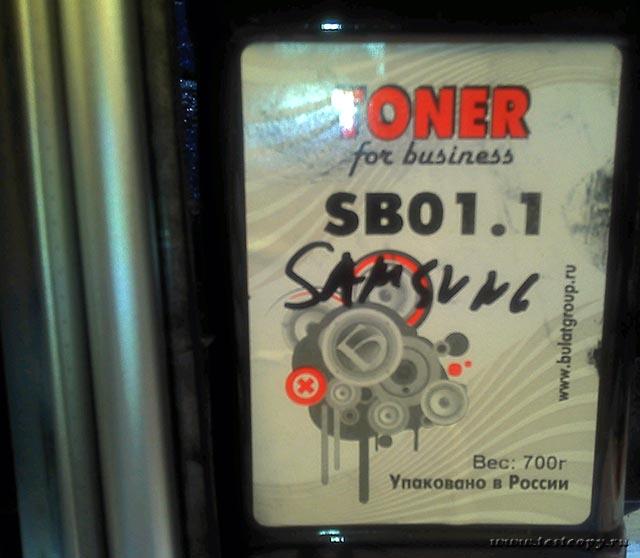 TONER
for business
SB01.1
SAMSUNG
Б
www.bulatgroup.ru
Вес: 700г
Упаковано в России
www.testcopy.ru